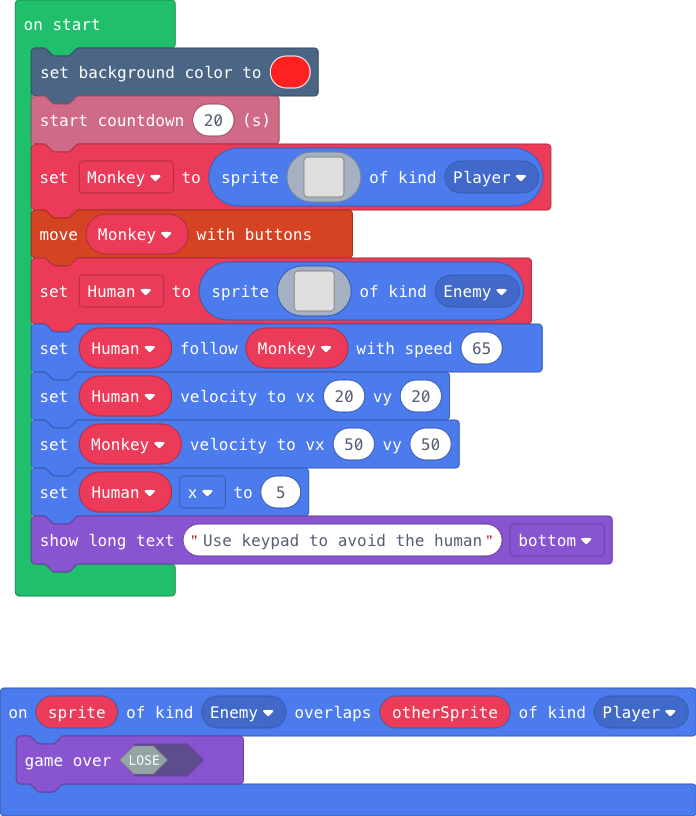 on start
set background color to
start countdown 20 (s)
set Monkey to sprite of kind Player
move Monkey with buttons
set Human to sprite of kind Enemy
set Human follow Monkey with speed 65
set Human velocity to vx 20 vy 20
set Monkey velocity to vx 50 vy 50
set Human x to 5
show long text "Use keypad to avoid the human" bottom
on sprite of kind Enemy overlaps otherSprite of kind Player
game over LOSE